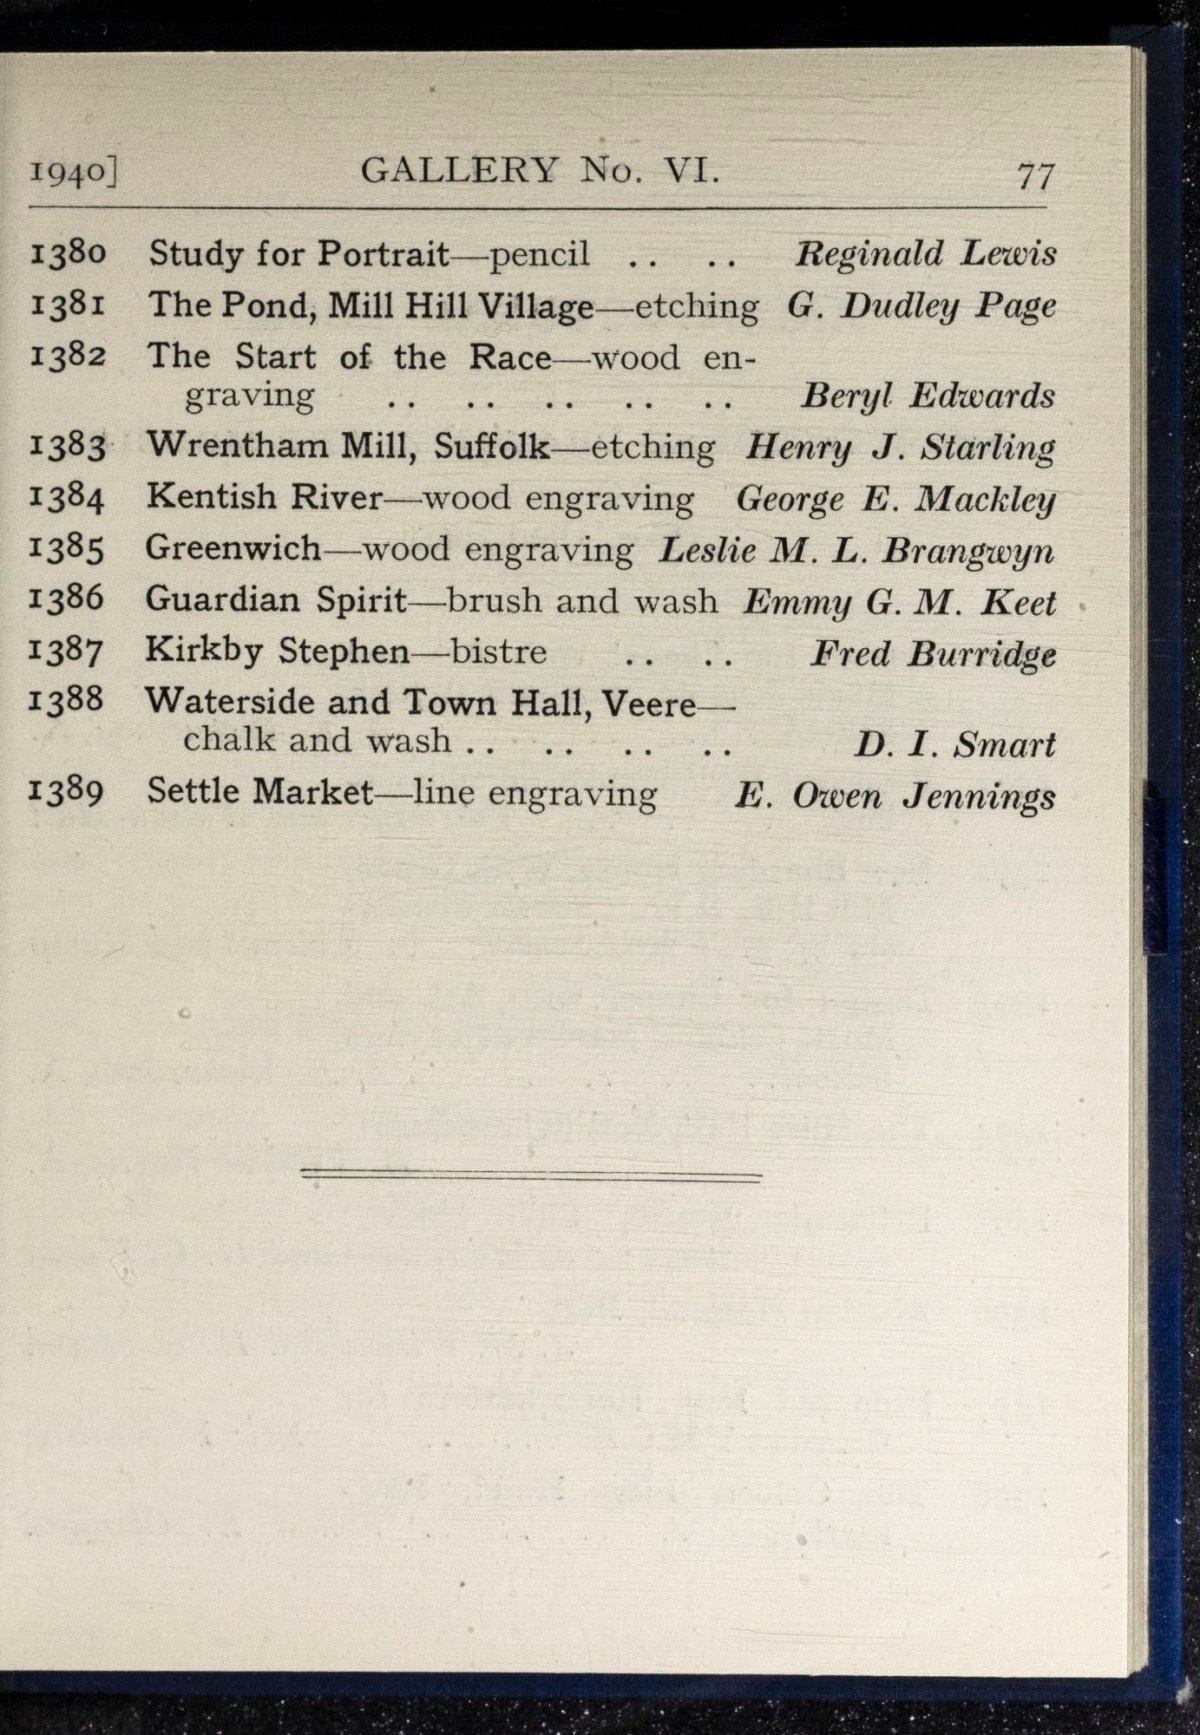 1940] GALLERY No. VI. 77
1380 Study for Portrait—pencil .. .. Reginald Lewis
1381 The Pond, Mill Hill Village—etching G. Dudley Page
1382 The Start of the Race—wood en-
graving .. .. .. .. .. Beryl Edwards
1383 Wrentham Mill, Suffolk—etching Henry J. Starling
1384 Kentish River—wood engraving George E. Mackley
1385 Greenwich—wood engraving Leslie M. L. Brangwyn
1386 Guardian Spirit—brush and wash Emmy G. M. Keet
1387 Kirkby Stephen—bistre .. .. Fred Burridge
1388 Waterside and Town Hall, Veere—
chalk and wash .. .. .. .. D. I. Smart
1389 Settle Market—line engraving E. Owen Jennings